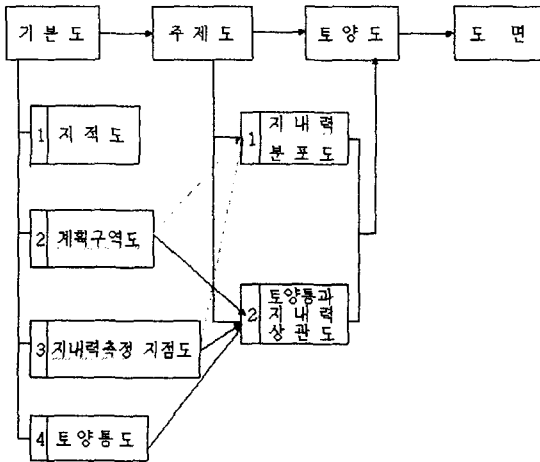 기 본 도
주 제 도
토 양 도
도 면
1 지 적 도
2 계획구역도
3 지내력측정 지점도
4 토 양 통 도
1 지 내 력
분 포 도
토양통과
2 지 내 력
상 관 도